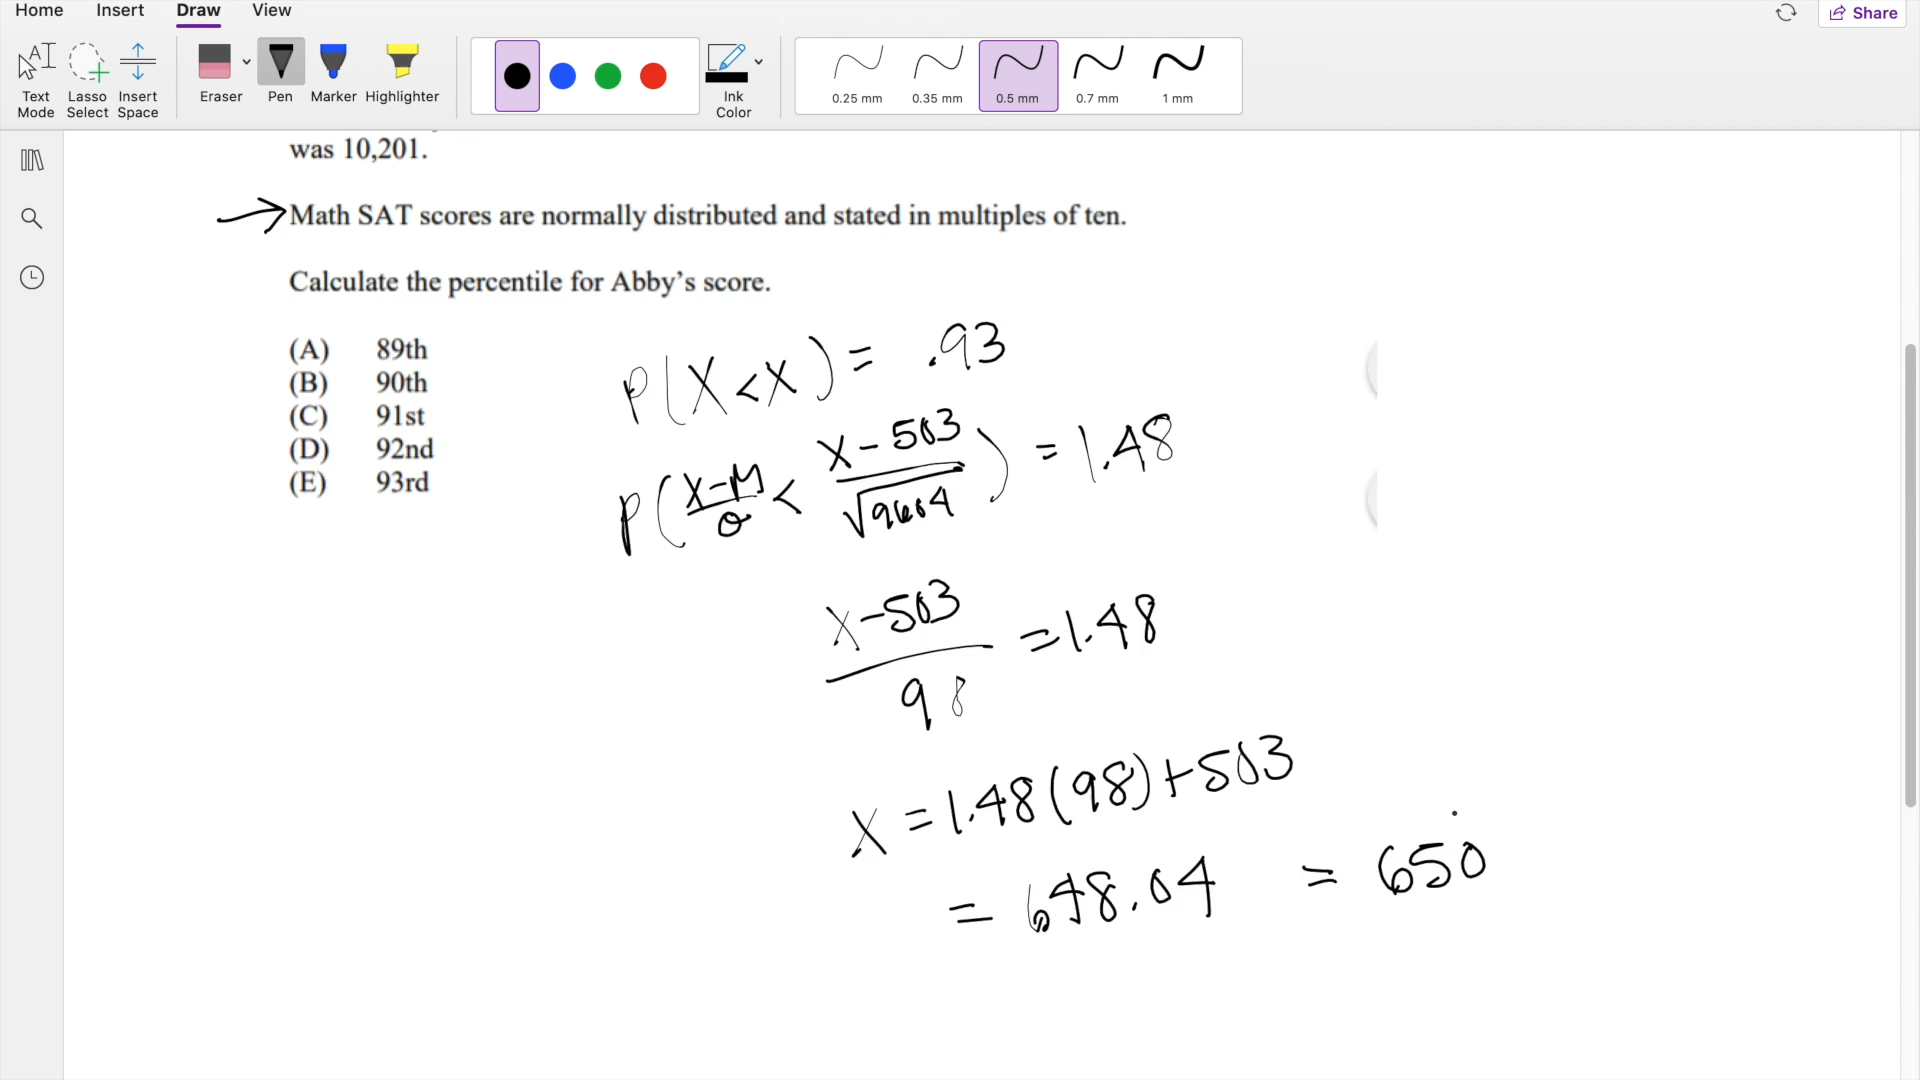 Home Insert Draw View Share
Text Mode Lasso Select Insert Space Eraser Pen Marker Highlighter Ink Color 0.25 mm 0.35 mm 0.5 mm 0.7 mm 1 mm
was 10,201.
Math SAT scores are normally distributed and stated in multiples of ten.
Calculate the percentile for Abby's score.
(A) 89th
(B) 90th
(C) 91st
(D) 92nd
(E) 93rd
P(X<x) = .93
P((X-μ)/σ < (x-503)/√9604) = 1.48
(x-503)/98 = 1.48
x = 1.48(98)+503
= 648.04 = 650